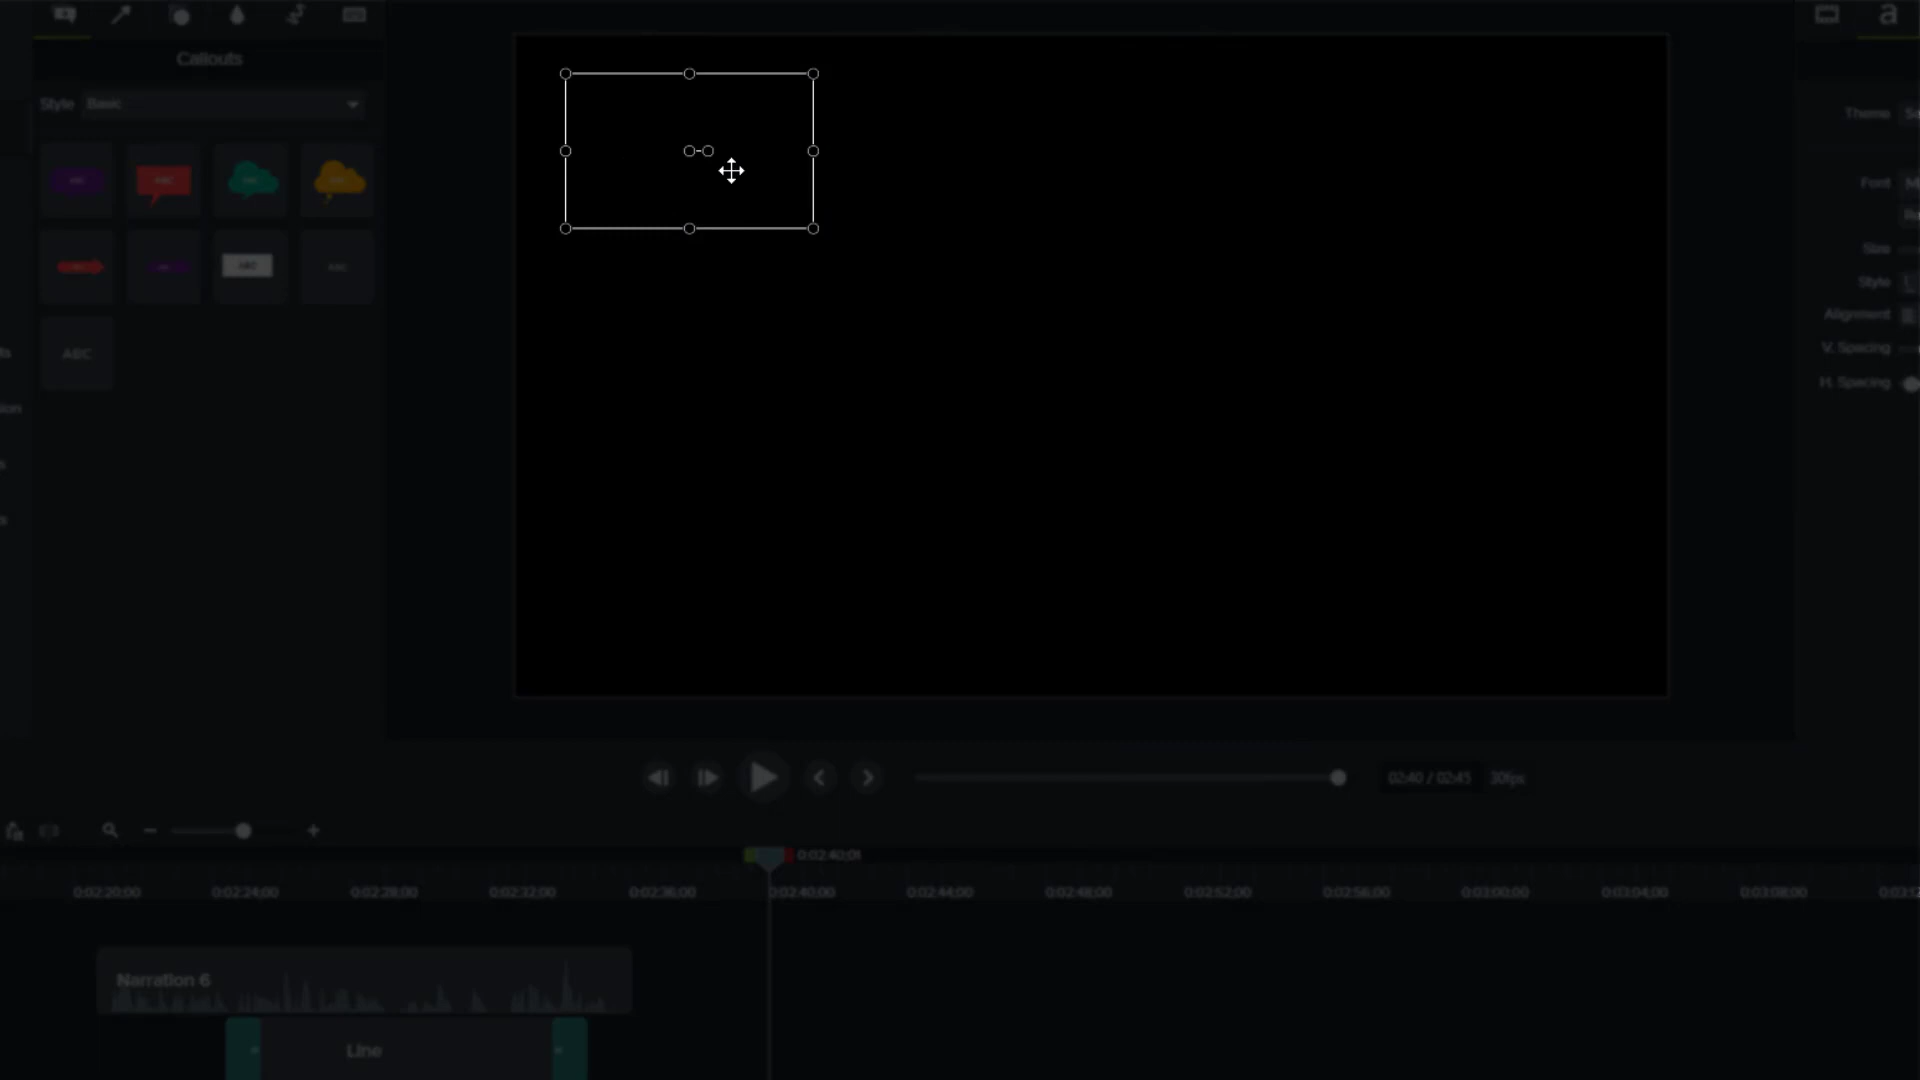 a
Callouts
Style Basic
Theme
ABC
Font
ABC
ABC
Size
Style
Alignment
ABC
V. Spacing
H. Spacing
02:40 / 02:45 30fps
0:02:40;01
0:02:20;00 0:02:24;00 0:02:28;00 0:02:32;00 0:02:36;00 0:02:40;00 0:02:44;00 0:02:48;00 0:02:52;00 0:02:56;00 0:03:00;00 0:03:04;00 0:03:08;00
Narration 6
Line